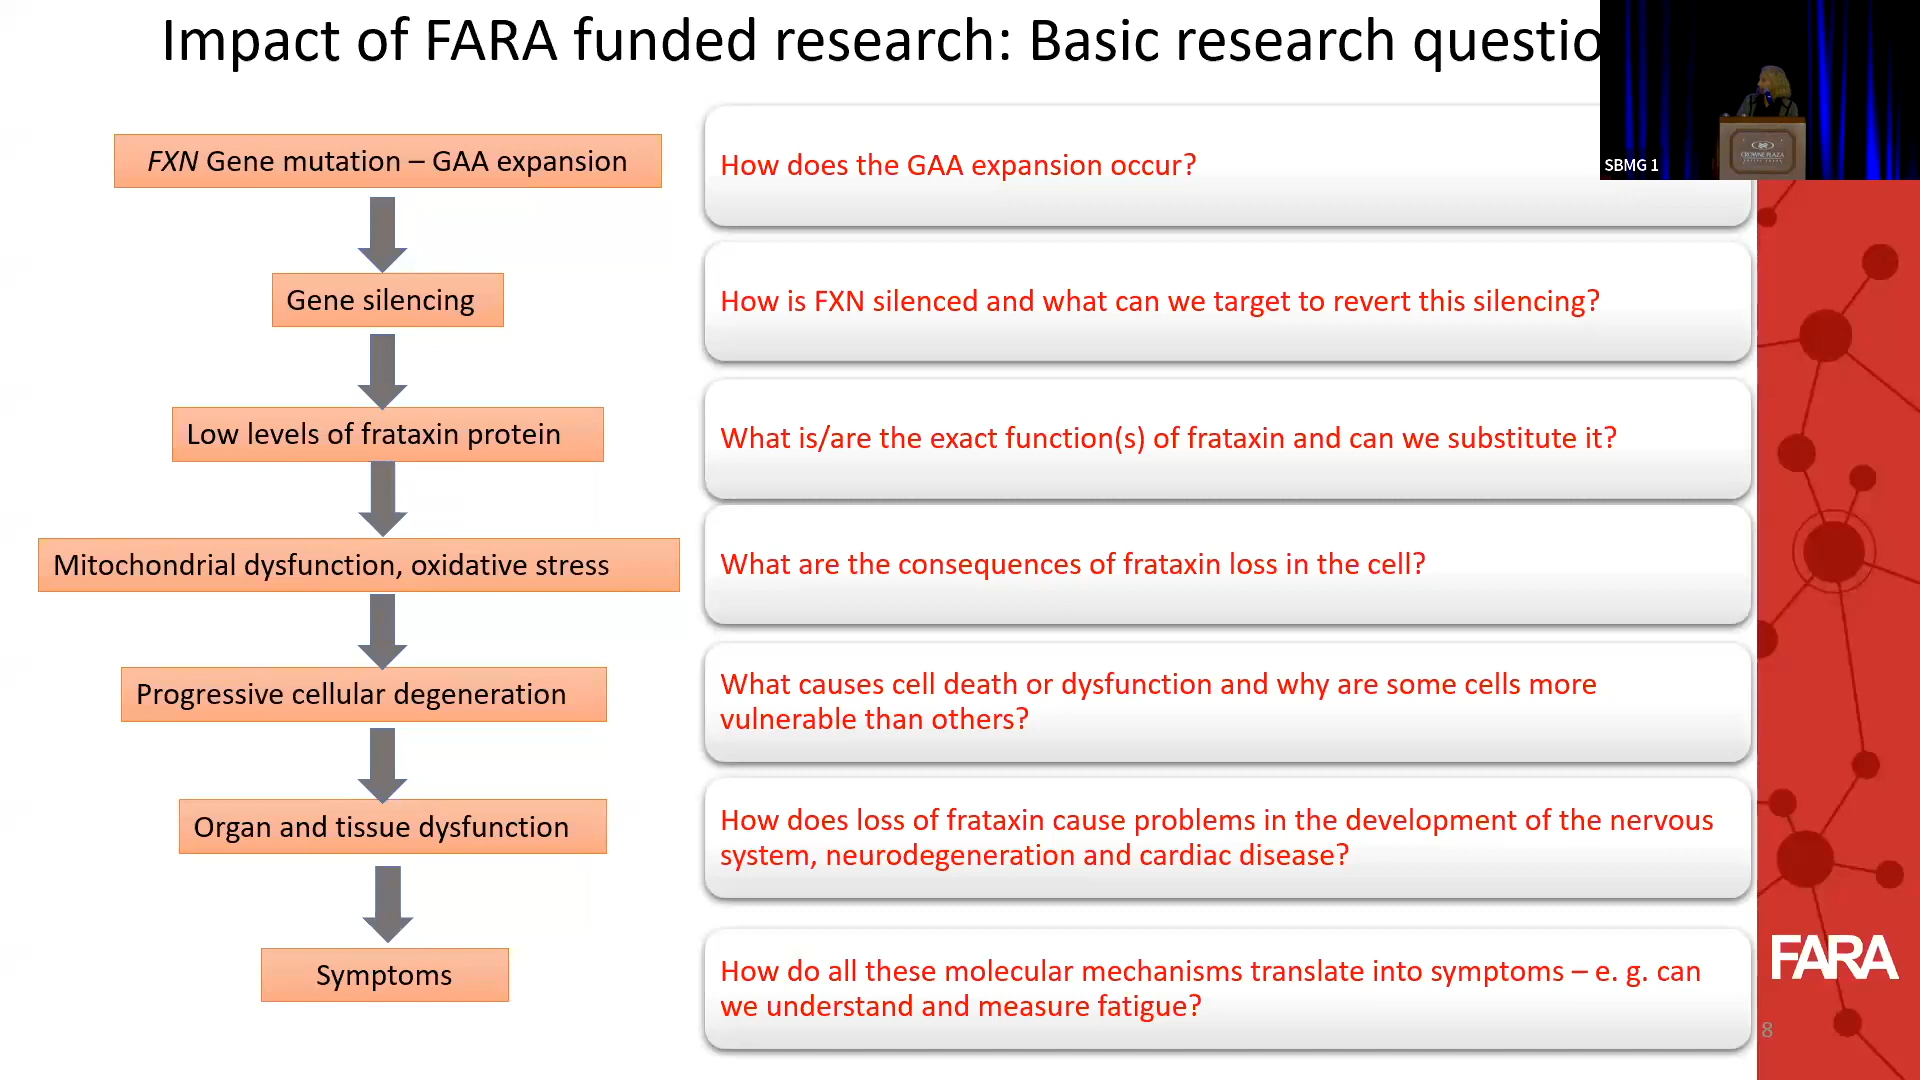 Impact of FARA funded research: Basic research questio
SBMG 1
CROWNE PLAZA
FXN Gene mutation – GAA expansion
How does the GAA expansion occur?
Gene silencing
How is FXN silenced and what can we target to revert this silencing?
Low levels of frataxin protein
What is/are the exact function(s) of frataxin and can we substitute it?
Mitochondrial dysfunction, oxidative stress
What are the consequences of frataxin loss in the cell?
Progressive cellular degeneration
What causes cell death or dysfunction and why are some cells more
vulnerable than others?
Organ and tissue dysfunction
How does loss of frataxin cause problems in the development of the nervous
system, neurodegeneration and cardiac disease?
Symptoms
How do all these molecular mechanisms translate into symptoms – e. g. can
we understand and measure fatigue?
FARA
8